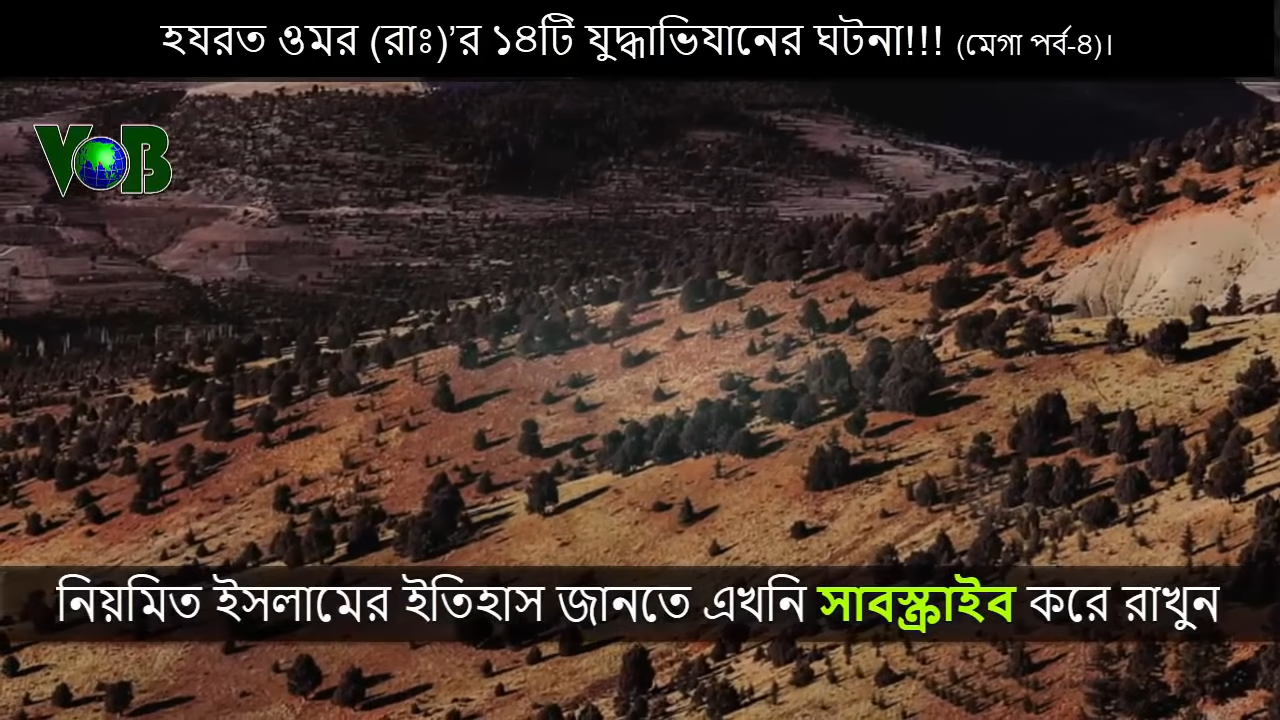 হযরত ওমর (রাঃ)’র ১৪টি যুদ্ধাভিযানের ঘটনা!!! (মেগা পর্ব-৪)।
VOB
নিয়মিত ইসলামের ইতিহাস জানতে এখনি সাবস্ক্রাইব করে রাখুন